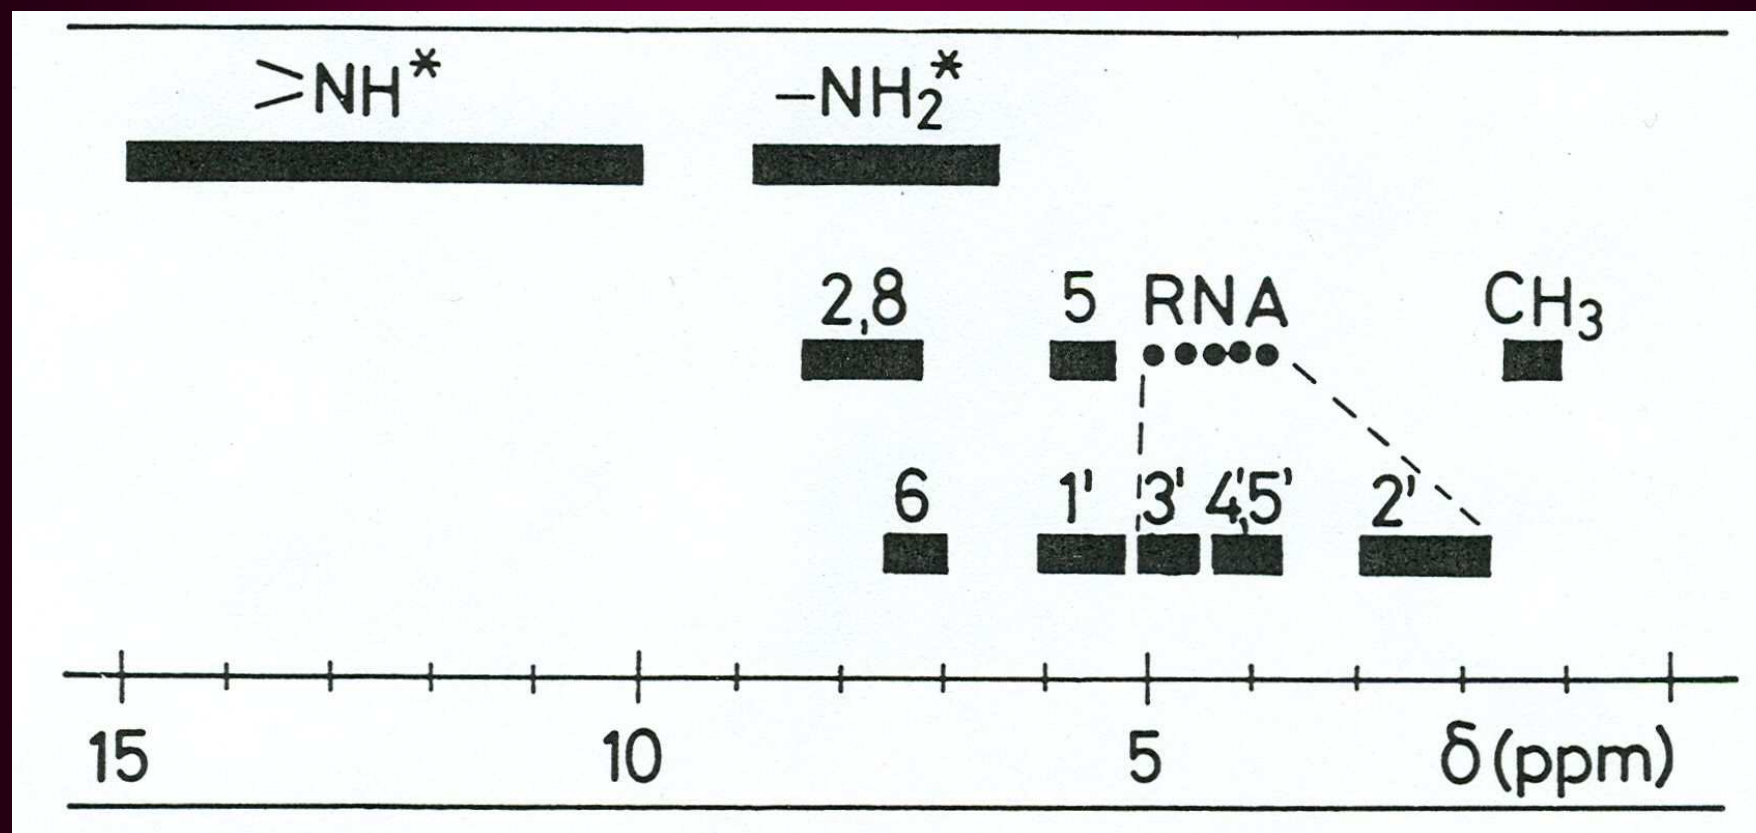 >NH* –NH₂*
2,8 5 RNA CH₃
6 1' 3' 4',5' 2'
15 10 5 δ(ppm)